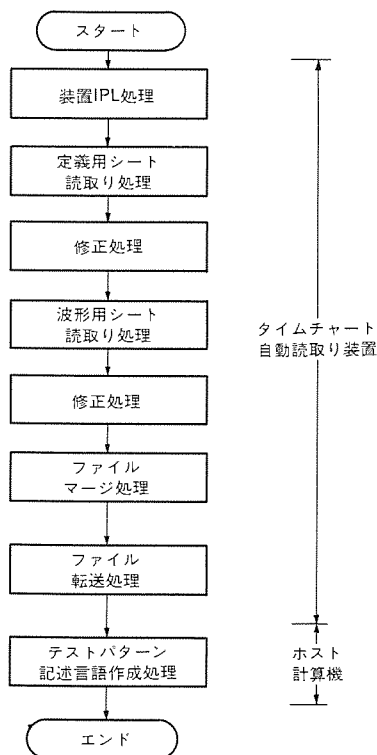 スタート
装置IPL処理
定義用シート
読取り処理
修正処理
波形用シート
読取り処理
修正処理
ファイル
マージ処理
ファイル
転送処理
テストパターン
記述言語作成処理
エンド
タイムチャート
自動読取り装置
ホスト
計算機